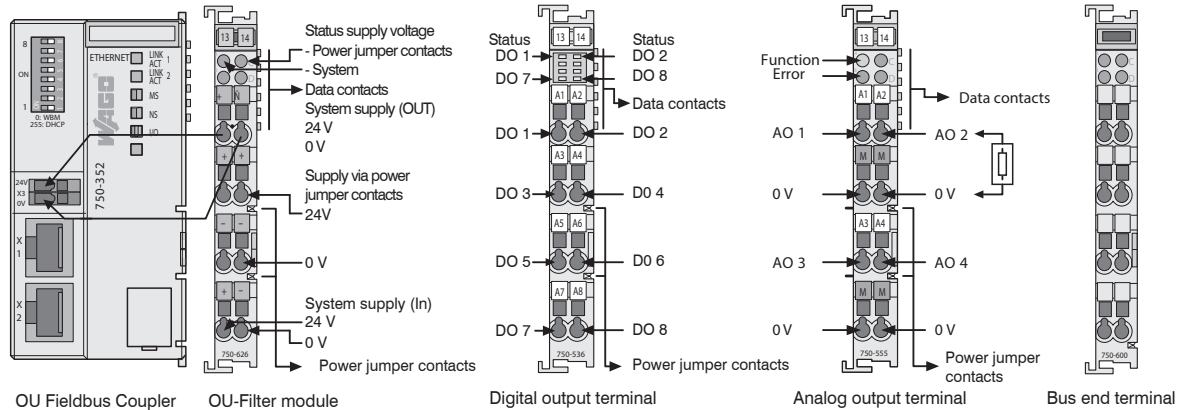 8
ON
1
0: WBM
255: DHCP
ETHERNET
LINK
ACT 1
LINK
ACT 2
MS
NS
I/O
WAGO
750-352
24V
X3
0V
X
1
X
2
OU Fieldbus Coupler
13 14
+ N
+ +
- -
+ -
750-626
Status supply voltage
- Power jumper contacts
- System
Data contacts
System supply (OUT)
24 V
0 V
Supply via power
jumper contacts
24V
0 V
System supply (In)
24 V
0 V
Power jumper contacts
OU-Filter module
Status
DO 1
DO 7
DO 1
DO 3
DO 5
DO 7
13 14
A1 A2
A3 A4
A5 A6
A7 A8
750-536
Status
DO 2
DO 8
Data contacts
DO 2
D0 4
D0 6
DO 8
Power jumper contacts
Digital output terminal
Function
Error
AO 1
0 V
AO 3
0 V
13 14
C
D
A1 A2
M M
A3 A4
M M
750-555
Data contacts
AO 2
0 V
AO 4
0 V
Power jumper
contacts
Analog output terminal
C
D
750-600
Bus end terminal